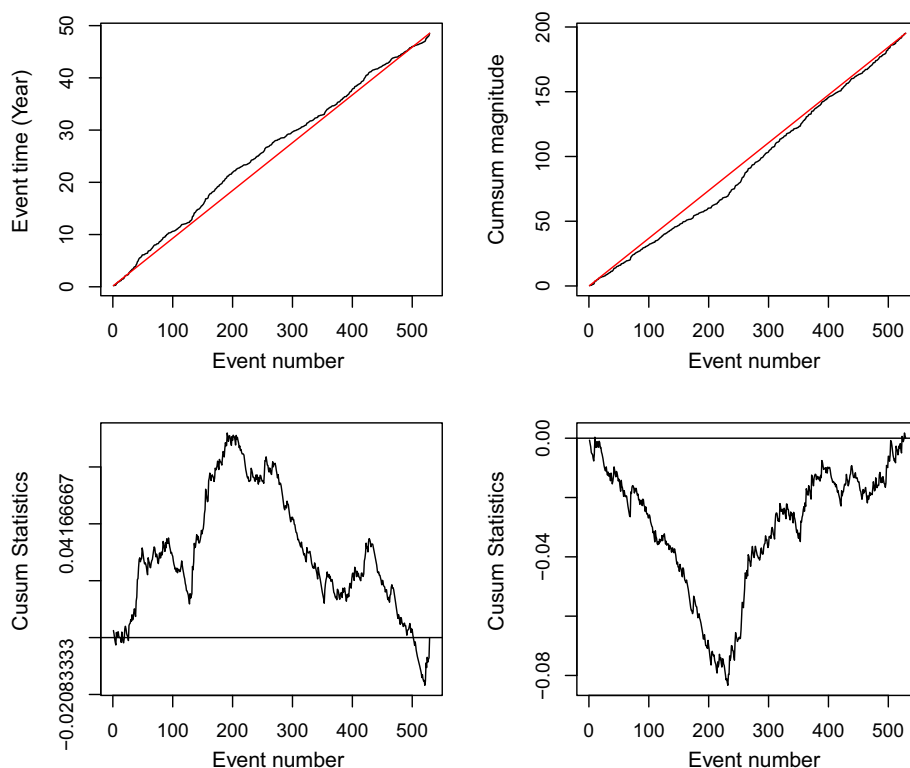 50
40
30
20
10
0
Event time (Year)
0 100 200 300 400 500
Event number
200
150
100
50
0
Cumsum magnitude
0 100 200 300 400 500
Event number
0.04166667
−0.02083333
Cusum Statistics
0 100 200 300 400 500
Event number
0.00
−0.04
−0.08
Cusum Statistics
0 100 200 300 400 500
Event number